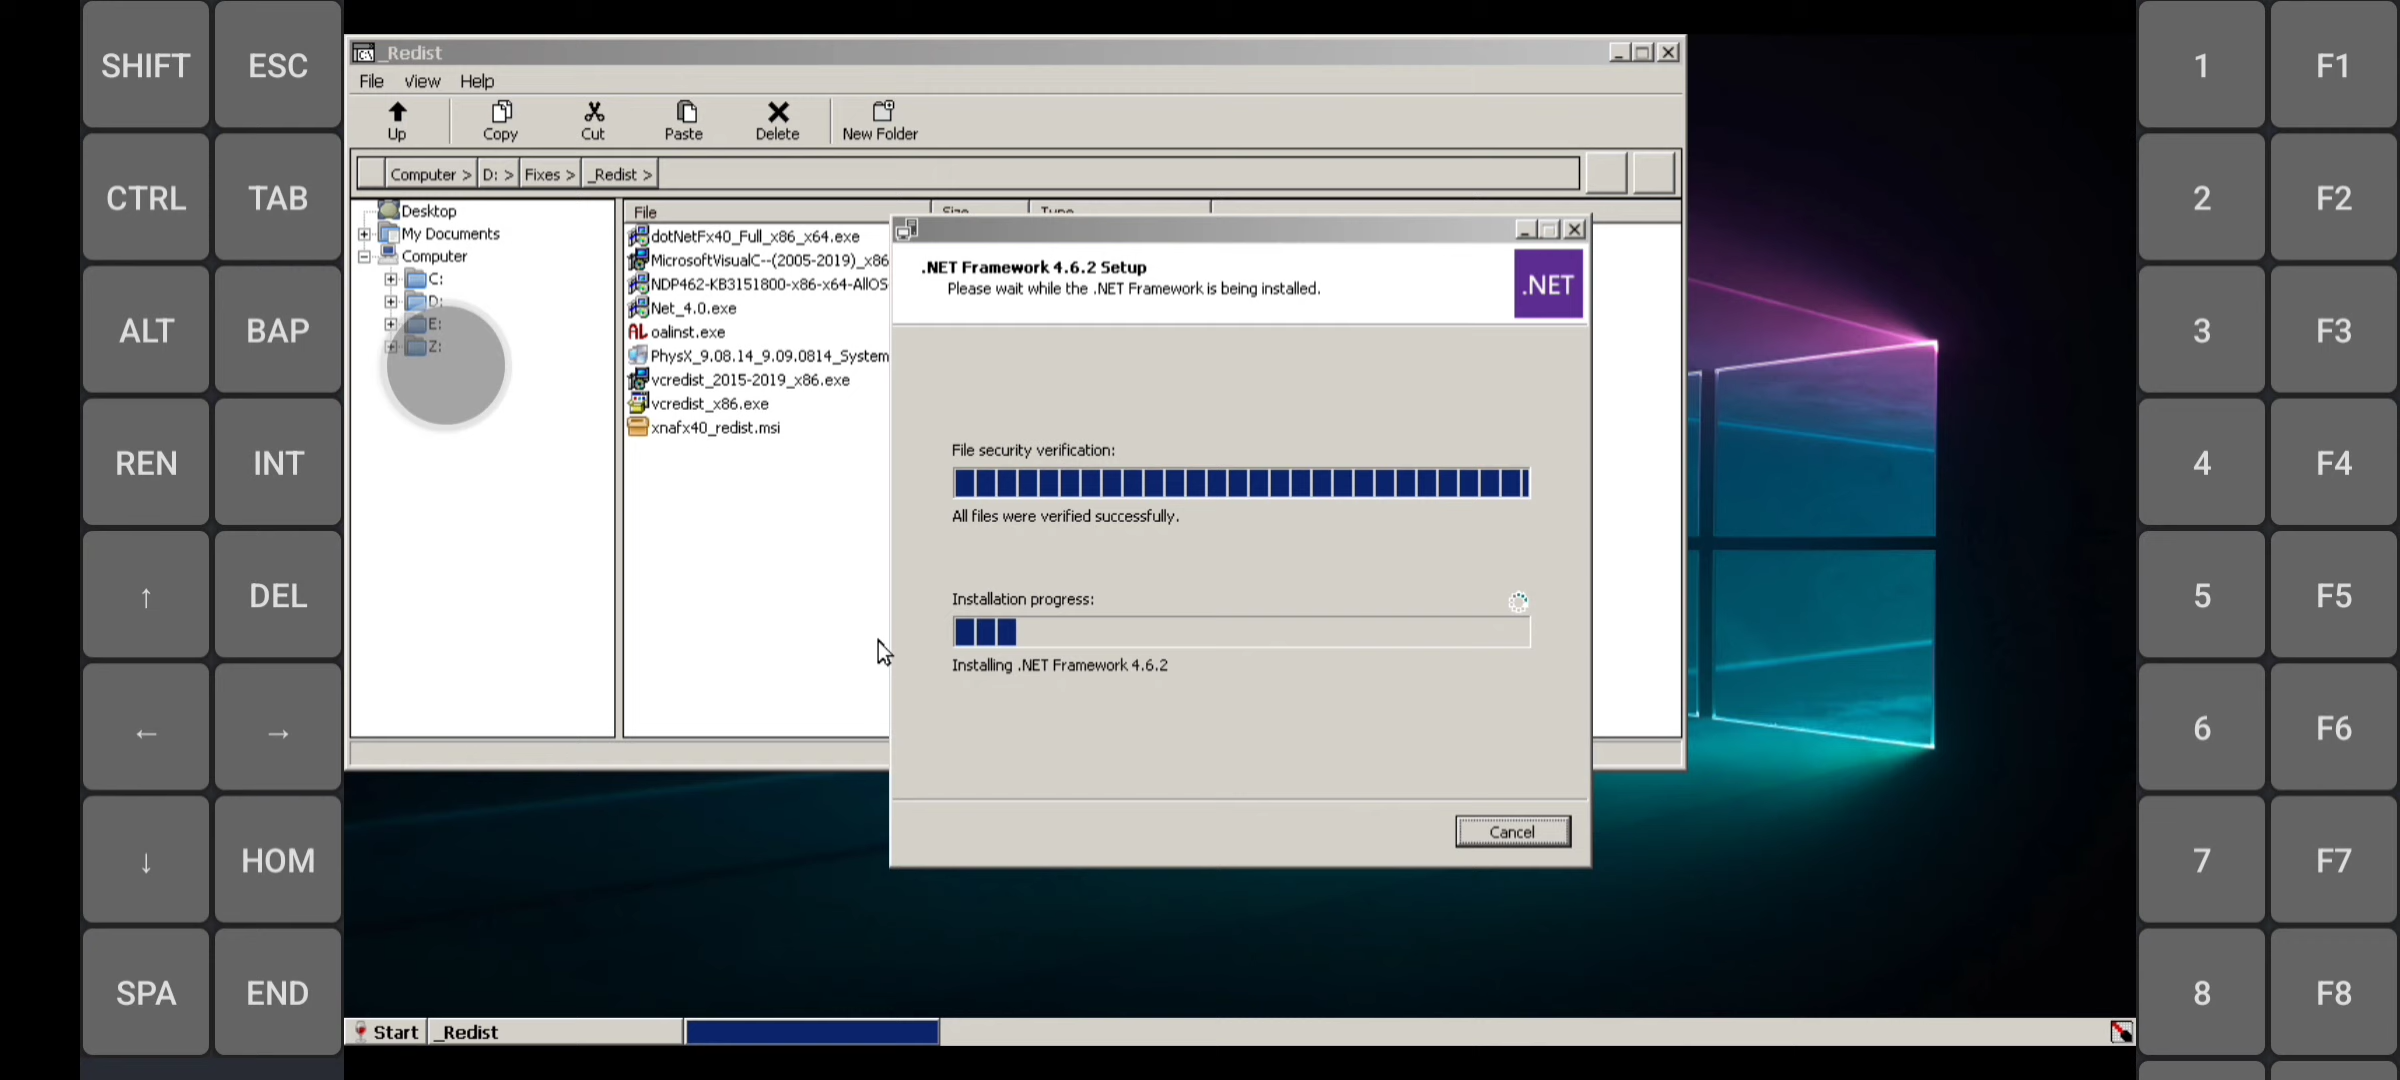 SHIFT
ESC
CTRL
TAB
ALT
BAP
REN
INT
↑
DEL
←
→
↓
HOM
SPA
END
_Redist
File View Help
Up
Copy
Cut
Paste
Delete
New Folder
Computer >
D: >
Fixes >
_Redist >
Desktop
My Documents
Computer
C:
D:
E:
Z:
File
dotNetFx40_Full_x86_x64.exe
MicrosoftVisualC--(2005-2019)_x86
NDP462-KB3151800-x86-x64-AllOS
Net_4.0.exe
oalinst.exe
PhysX_9.08.14_9.09.0814_System
vcredist_2015-2019_x86.exe
vcredist_x86.exe
xnafx40_redist.msi
Size
Type
.NET Framework 4.6.2 Setup
Please wait while the .NET Framework is being installed.
.NET
File security verification:
All files were verified successfully.
Installation progress:
Installing .NET Framework 4.6.2
Cancel
Start
_Redist
1
F1
2
F2
3
F3
4
F4
5
F5
6
F6
7
F7
8
F8